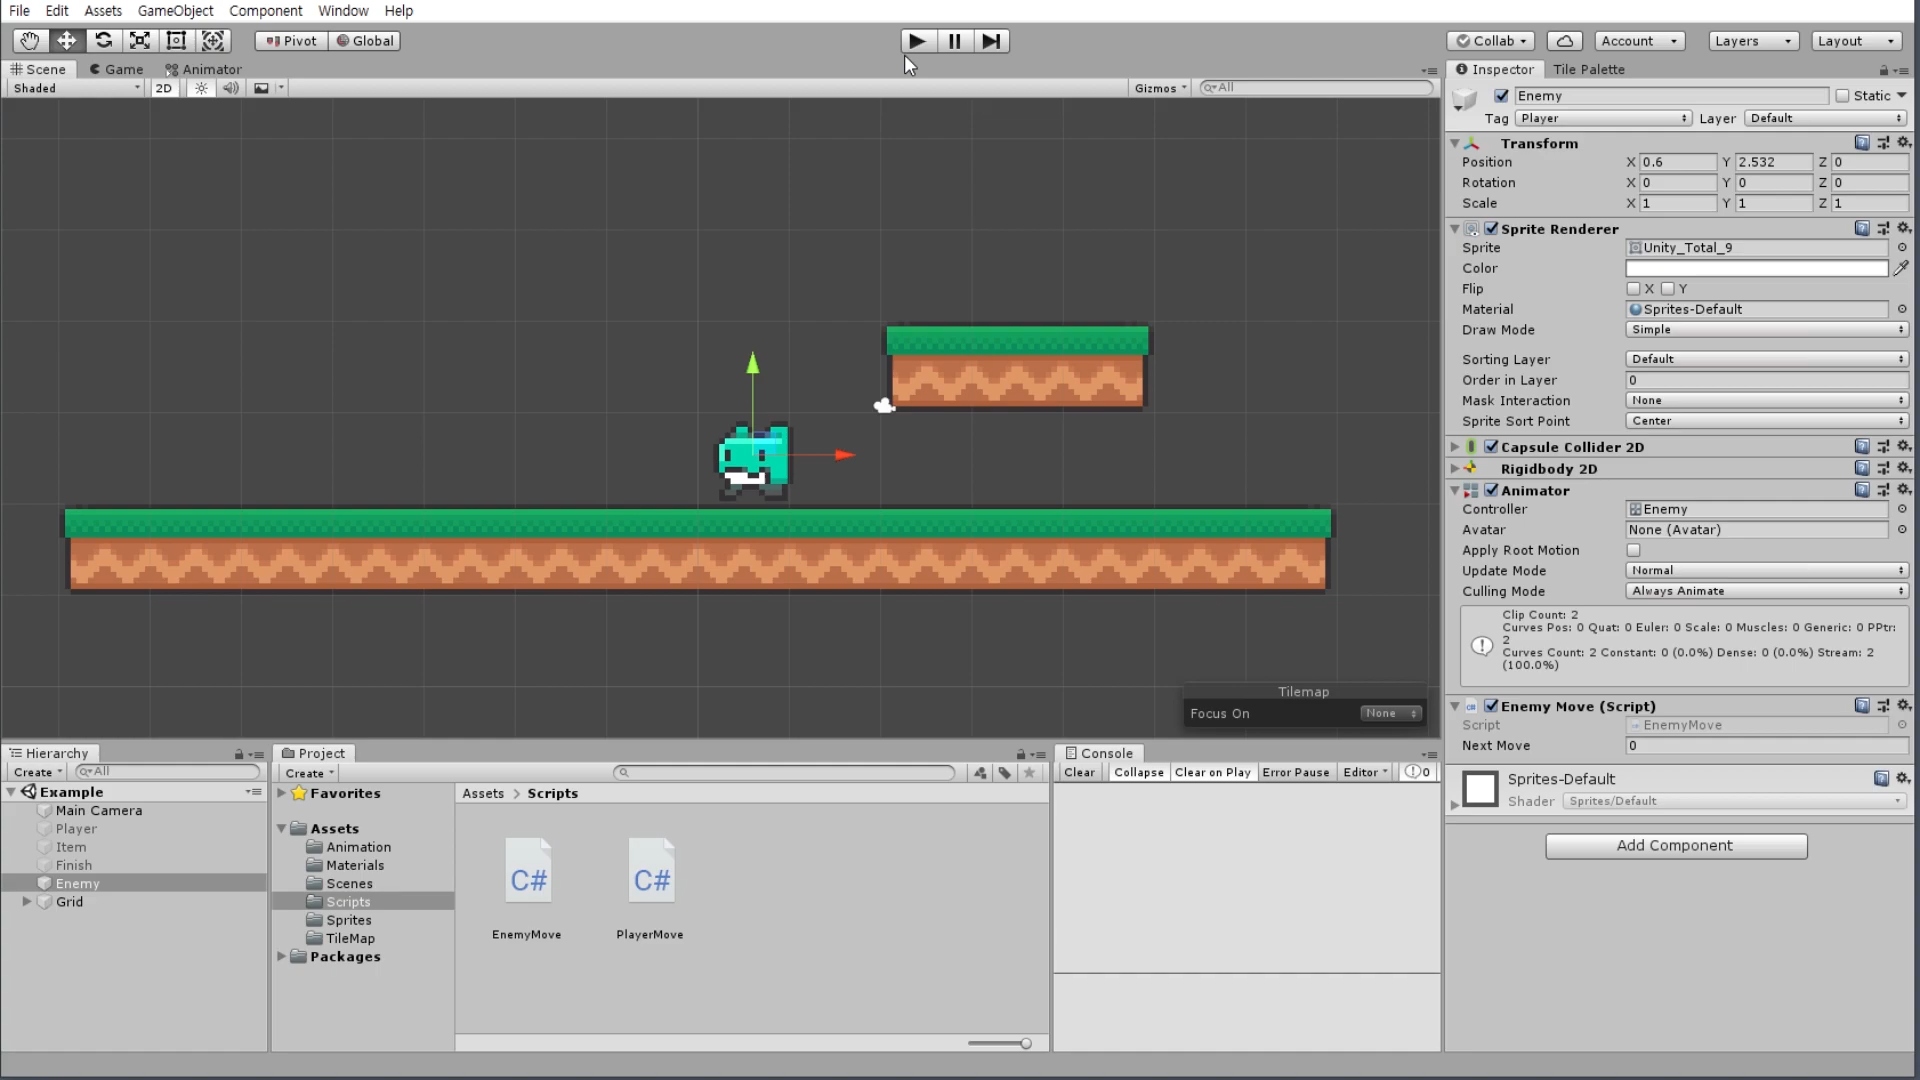 File Edit Assets GameObject Component Window Help
Pivot Global Collab Account Layers Layout
Scene Game Animator
Shaded 2D Gizmos All
Inspector Tile Palette
Enemy Static
Tag Player Layer Default
Transform
Position X 0.6 Y 2.532 Z 0
Rotation X 0 Y 0 Z 0
Scale X 1 Y 1 Z 1
Sprite Renderer
Sprite Unity_Total_9
Color
Flip X Y
Material Sprites-Default
Draw Mode Simple
Sorting Layer Default
Order in Layer 0
Mask Interaction None
Sprite Sort Point Center
Capsule Collider 2D
Rigidbody 2D
Animator
Controller Enemy
Avatar None (Avatar)
Apply Root Motion
Update Mode Normal
Culling Mode Always Animate
Clip Count: 2
Curves Pos: 0 Quat: 0 Euler: 0 Scale: 0 Muscles: 0 Generic: 0 PPtr:
2
Curves Count: 2 Constant: 0 (0.0%) Dense: 0 (0.0%) Stream: 2
(100.0%)
Enemy Move (Script)
Script EnemyMove
Next Move 0
Sprites-Default
Shader Sprites/Default
Add Component
Tilemap
Focus On None
Hierarchy
Create All
Example
Main Camera
Player
Item
Finish
Enemy
Grid
Project
Create
Favorites
Assets
Animation
Materials
Scenes
Scripts
Sprites
TileMap
Packages
Assets > Scripts
C# C#
EnemyMove PlayerMove
Console
Clear Collapse Clear on Play Error Pause Editor 0